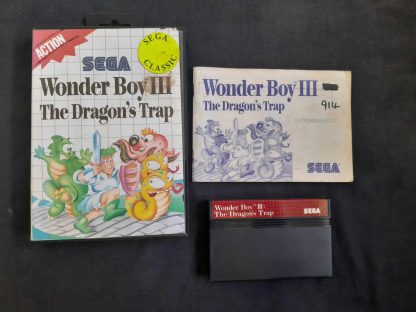 ACTION
SEGA
CLASSIC
SEGA
Wonder Boy III
The Dragon's Trap
Wonder Boy III
The Dragon's Trap
914
SEGA
Wonder Boy™ III:
The Dragon's Trap
SEGA